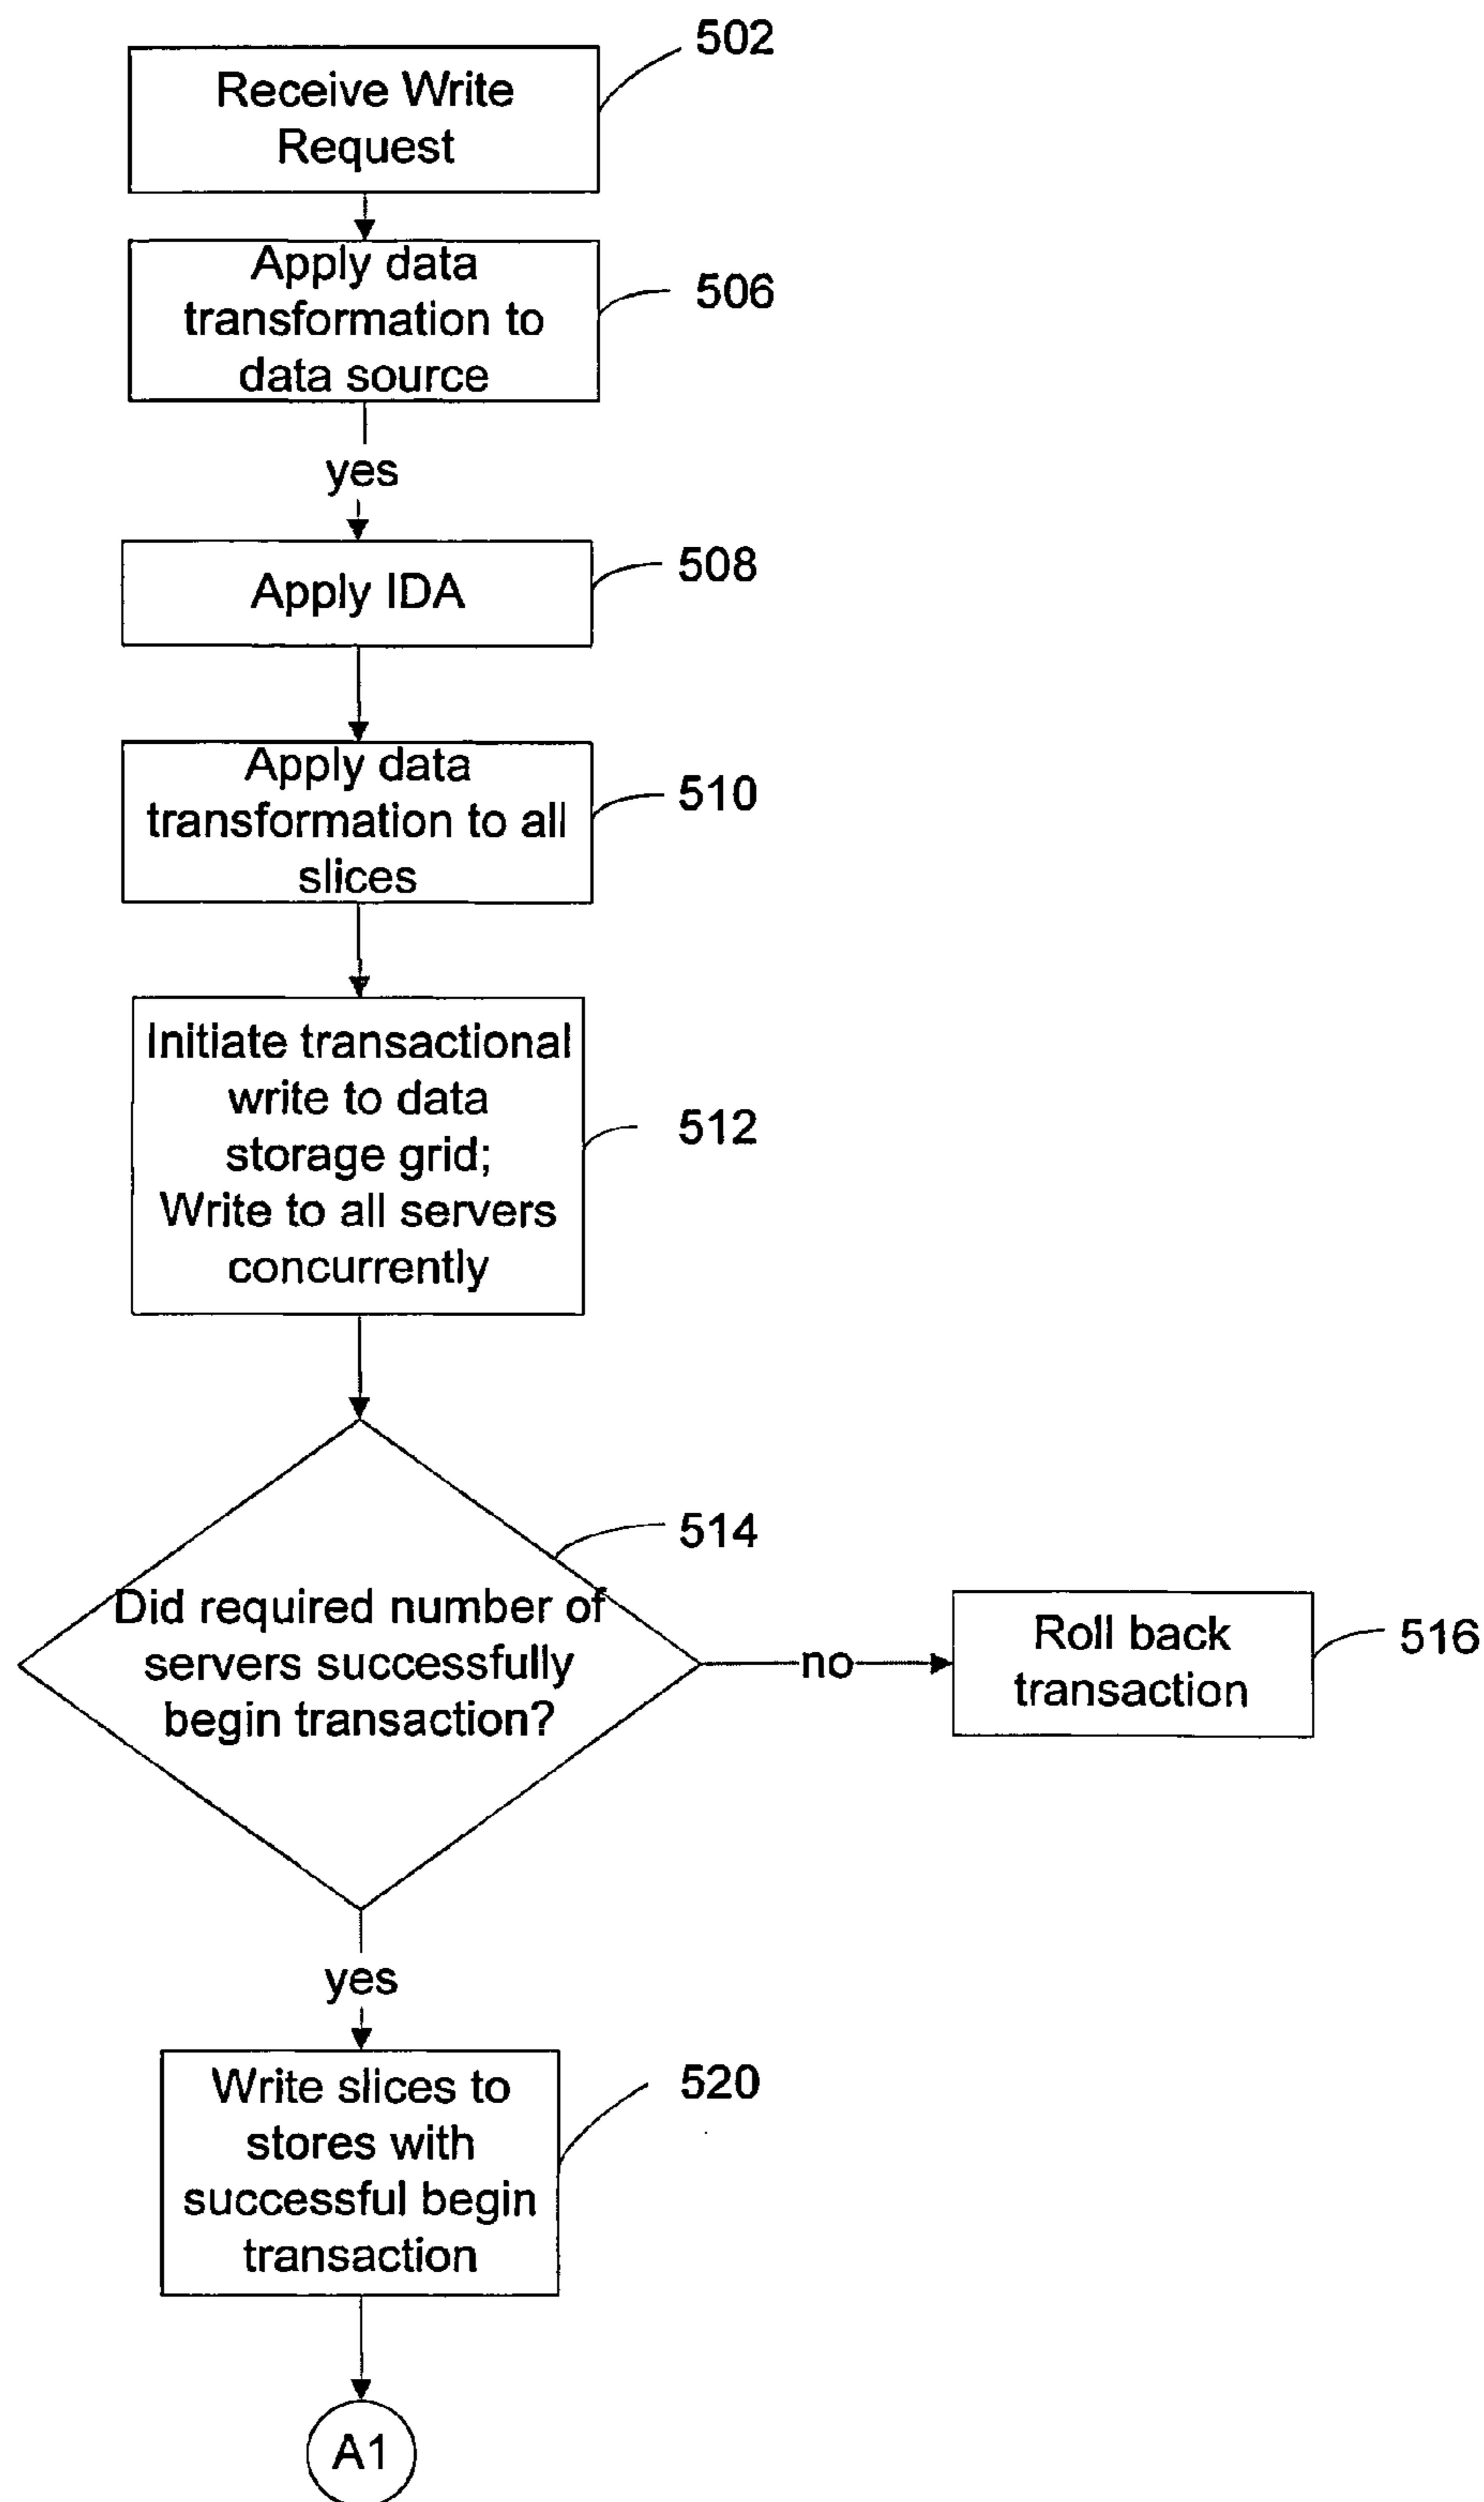 502
Receive Write
Request
Apply data
transformation to
data source
506
yes
Apply IDA
508
Apply data
transformation to all
slices
510
Initiate transactional
write to data
storage grid;
Write to all servers
concurrently
512
514
Did required number of
servers successfully
begin transaction?
no
Roll back
transaction
516
yes
Write slices to
stores with
successful begin
transaction
520
A1